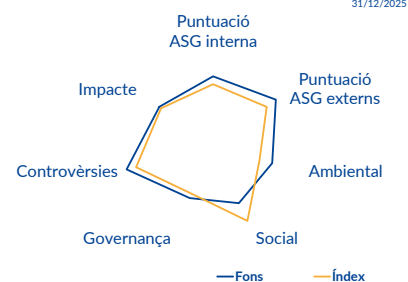 31/12/2025
Puntuació
ASG interna
Puntuació
ASG externs
Impacte
Controvèrsies
Ambiental
Governança
Social
Fons
Índex